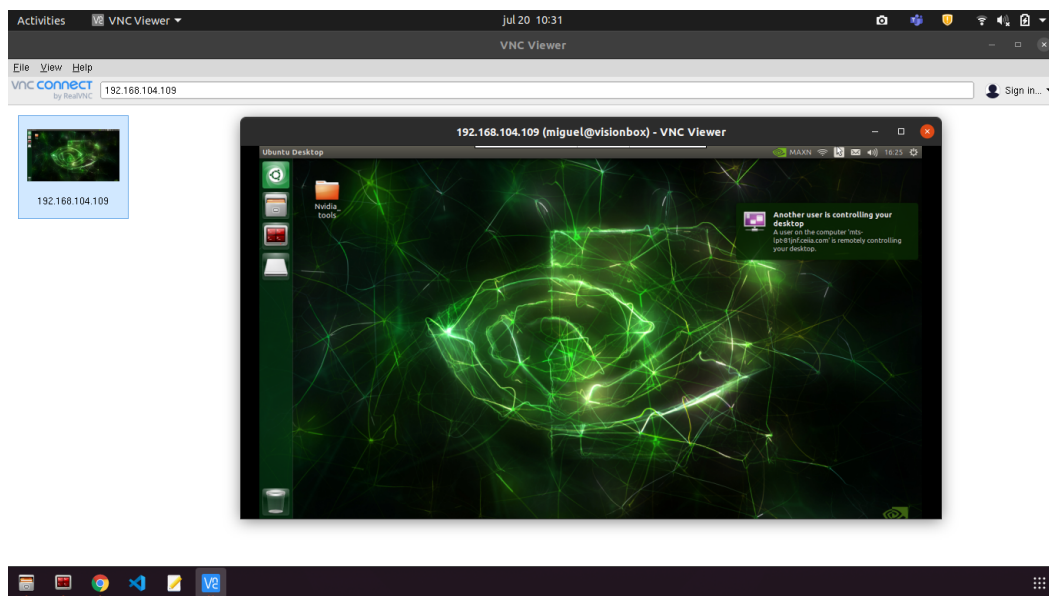 Activities
VNC Viewer
jul 20 10:31
VNC Viewer
File View Help
VNC CONNECT
by RealVNC
192.168.104.109
Sign in...
192.168.104.109
192.168.104.109 (miguel@visionbox) - VNC Viewer
Ubuntu Desktop
MAXN
16:25
Nvidia_
tools
Another user is controlling your
desktop
A user on the computer 'mts-
lpt-81jnf.ceiia.com' is remotely controlling
your desktop.